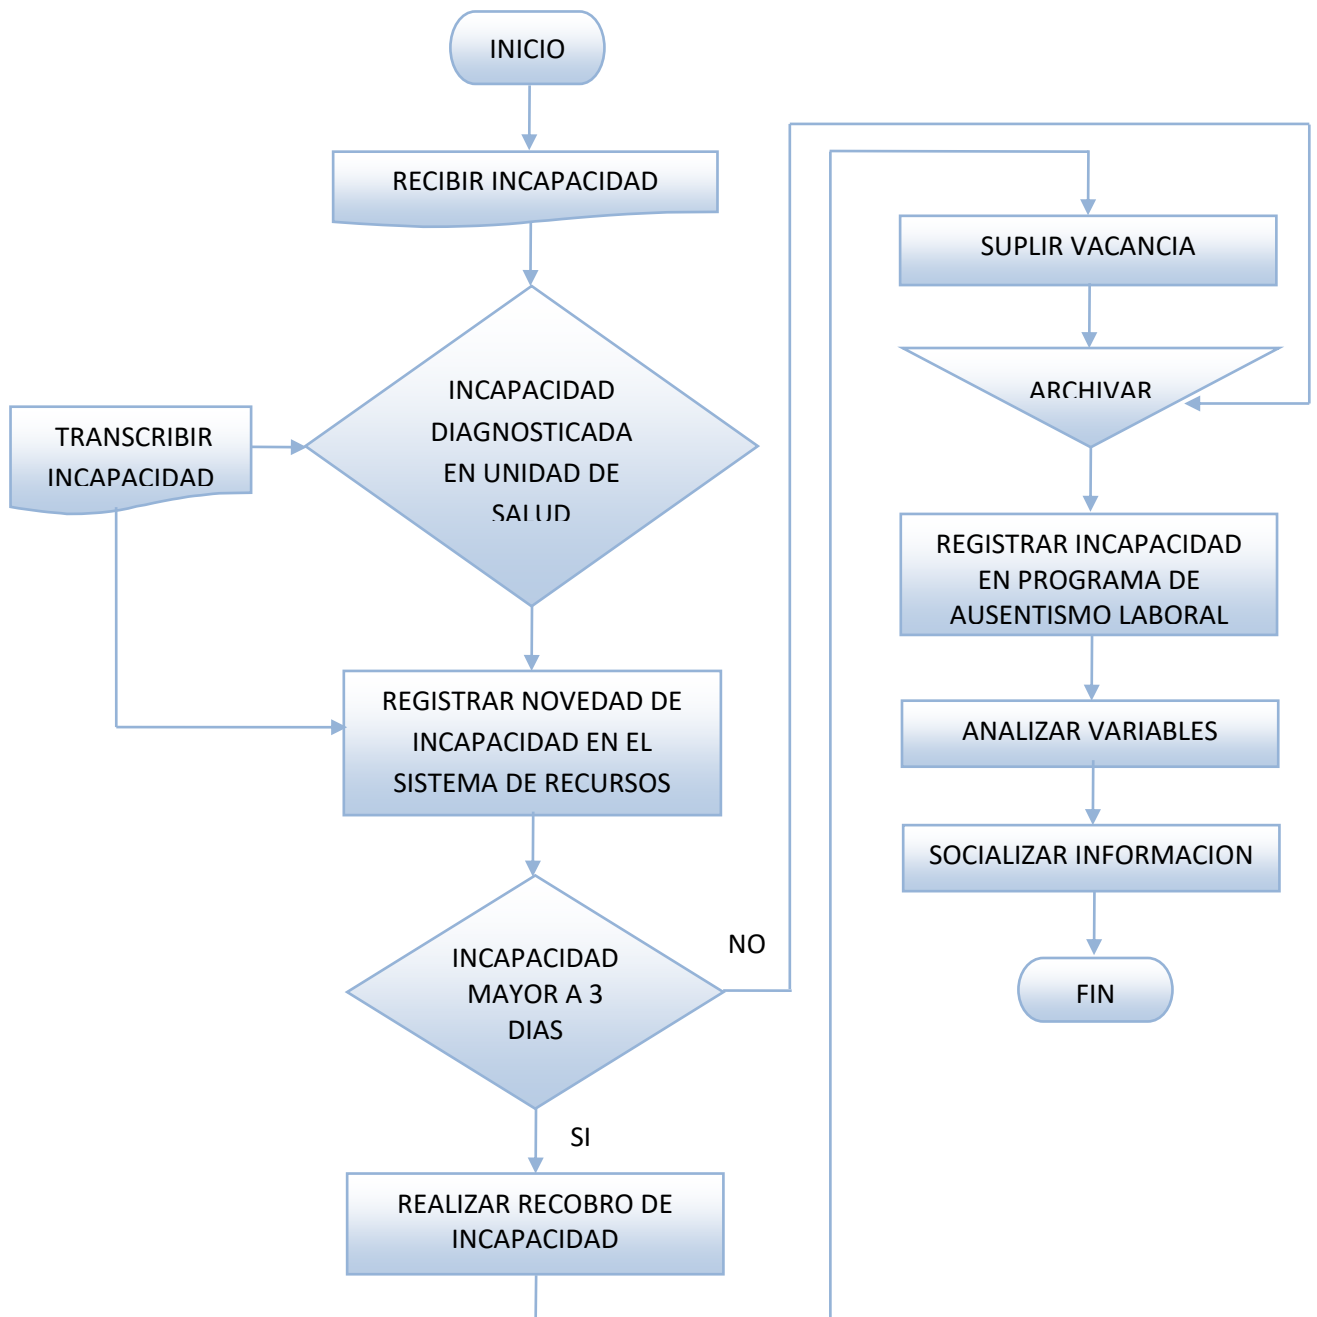 INICIO
RECIBIR INCAPACIDAD
INCAPACIDAD
DIAGNOSTICADA
EN UNIDAD DE
SALUD
TRANSCRIBIR
INCAPACIDAD
REGISTRAR NOVEDAD DE
INCAPACIDAD EN EL
SISTEMA DE RECURSOS
INCAPACIDAD
MAYOR A 3
DIAS
NO
SI
REALIZAR RECOBRO DE
INCAPACIDAD
SUPLIR VACANCIA
ARCHIVAR
REGISTRAR INCAPACIDAD
EN PROGRAMA DE
AUSENTISMO LABORAL
ANALIZAR VARIABLES
SOCIALIZAR INFORMACION
FIN